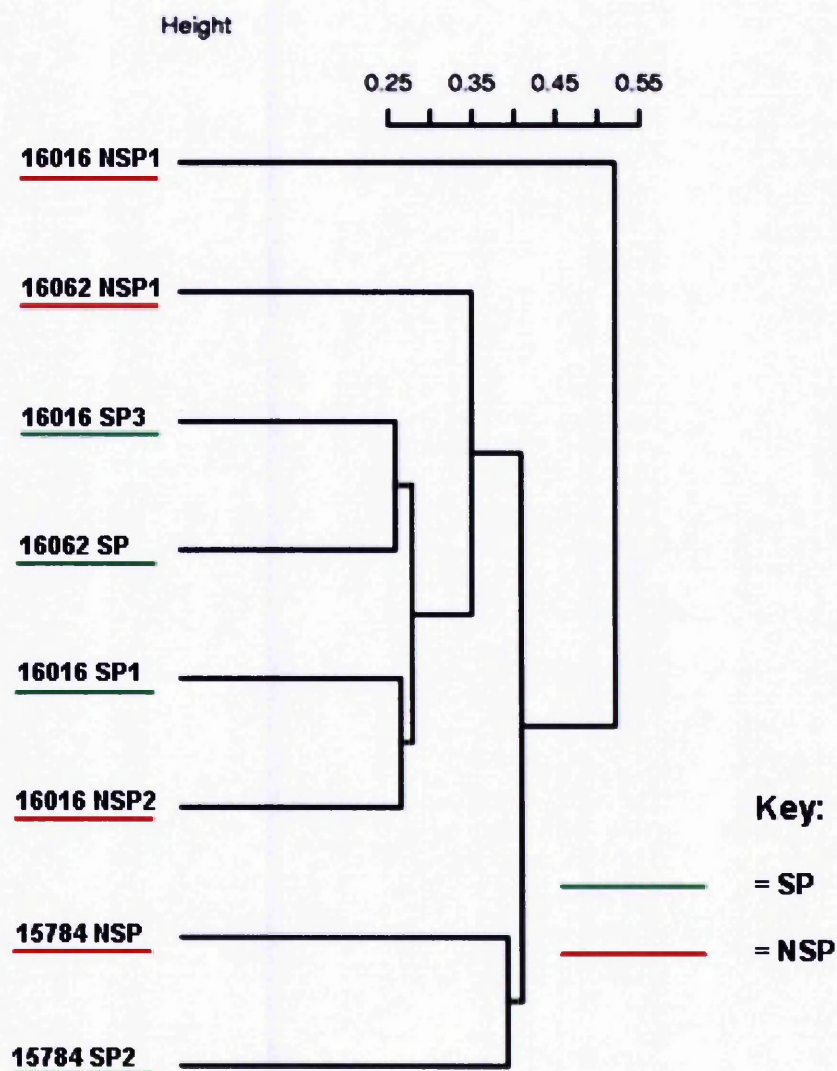 Height
0.25 0.35 0.45 0.55
16016 NSP1
16062 NSP1
16016 SP3
16062 SP
16016 SP1
16016 NSP2
Key:
= SP
15784 NSP
= NSP
15784 SP2